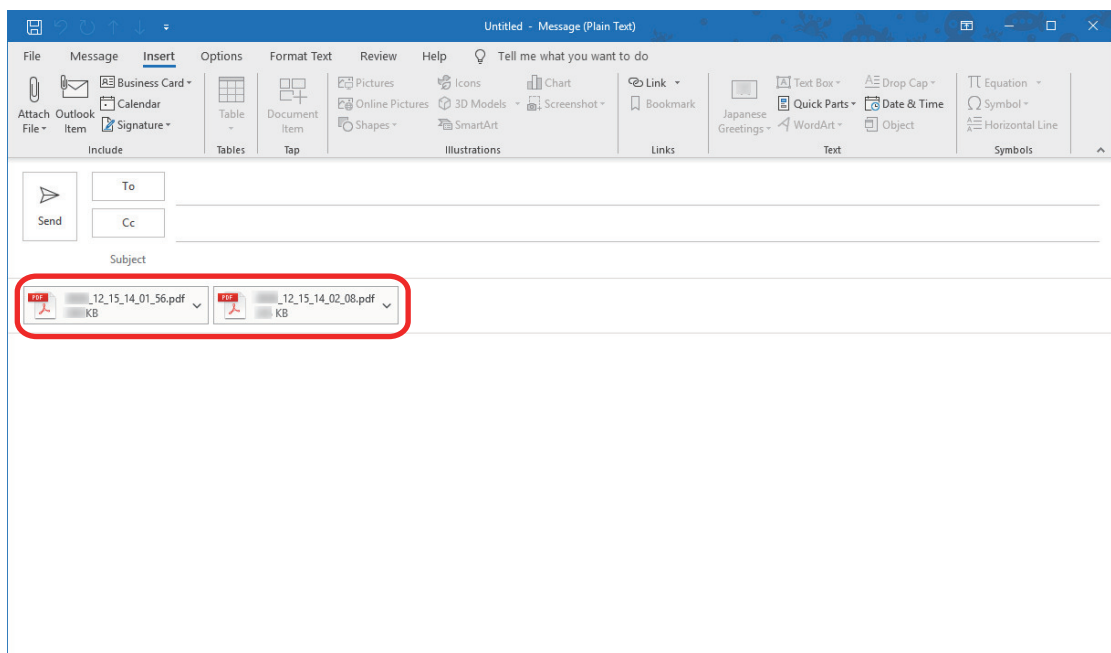 Untitled - Message (Plain Text)
File Message Insert Options Format Text Review Help Tell me what you want to do
Attach File
Outlook Item
Business Card
Calendar
Signature
Include
Table
Tables
Document Item
Tap
Pictures
Online Pictures
Shapes
Icons
3D Models
SmartArt
Chart
Screenshot
Illustrations
Link
Bookmark
Links
Japanese Greetings
Text Box
Quick Parts
WordArt
Drop Cap
Date & Time
Object
Text
Equation
Symbol
Horizontal Line
Symbols
Send
To
Cc
Subject
PDF
_12_15_14_01_56.pdf
KB
PDF
_12_15_14_02_08.pdf
KB